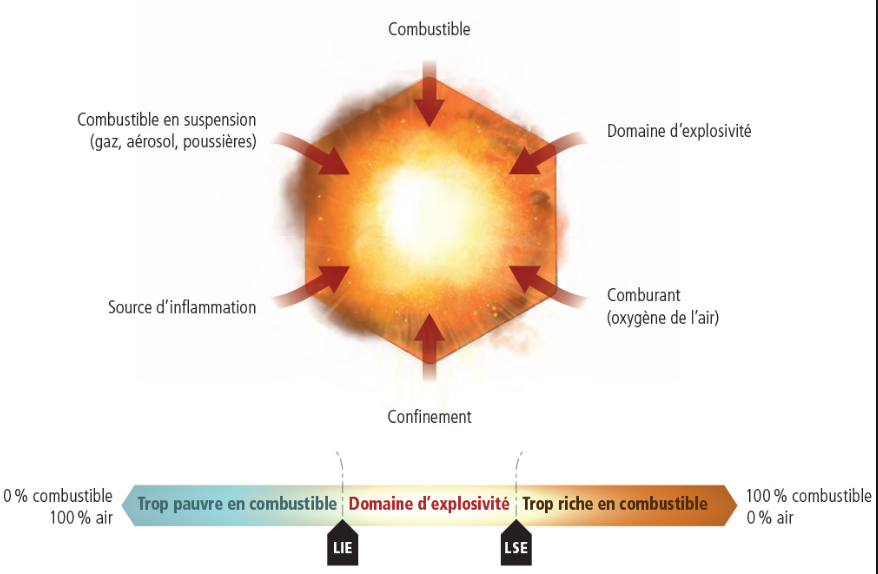 Combustible
Combustible en suspension
(gaz, aérosol, poussières)
Domaine d’explosivité
Source d’inflammation
Comburant
(oxygène de l’air)
Confinement
0 % combustible
100 % air
Trop pauvre en combustible
Domaine d’explosivité
Trop riche en combustible
100 % combustible
0 % air
LIE
LSE